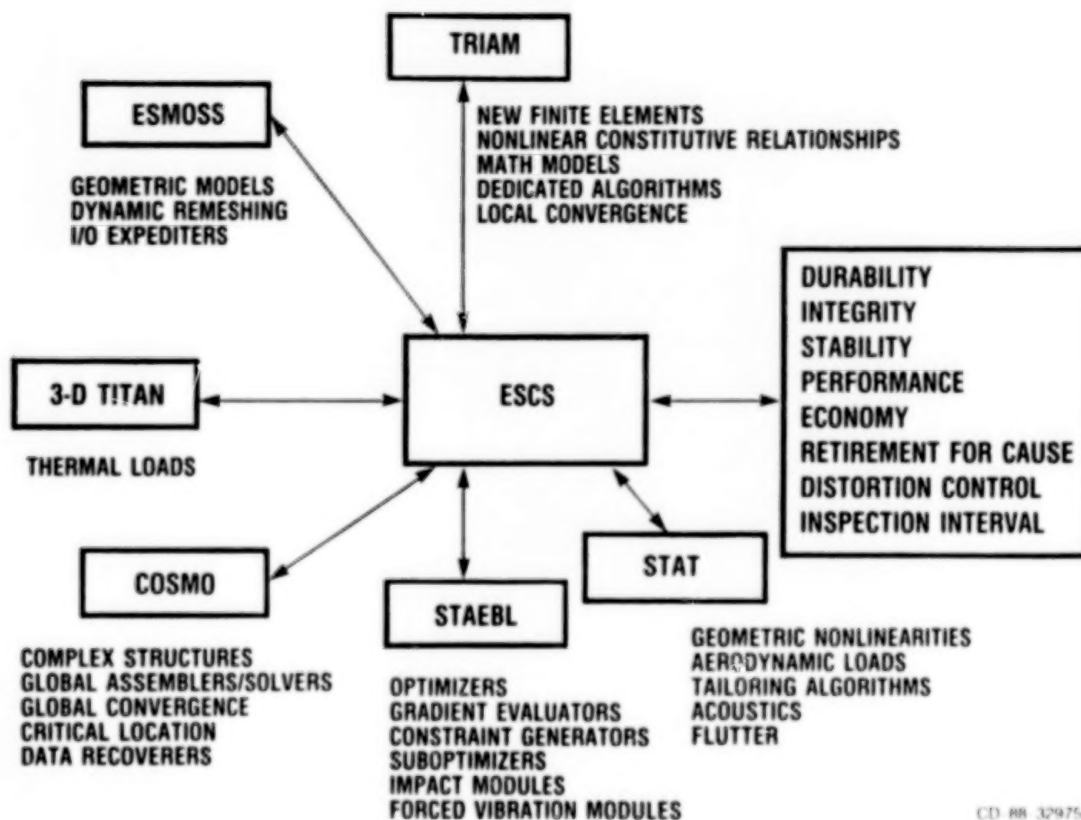 TRIAM
NEW FINITE ELEMENTS
NONLINEAR CONSTITUTIVE RELATIONSHIPS
MATH MODELS
DEDICATED ALGORITHMS
LOCAL CONVERGENCE
ESMOSS
GEOMETRIC MODELS
DYNAMIC REMESHING
I/O EXPEDITERS
DURABILITY
INTEGRITY
STABILITY
PERFORMANCE
ECONOMY
RETIREMENT FOR CAUSE
DISTORTION CONTROL
INSPECTION INTERVAL
3-D TITAN
THERMAL LOADS
ESCS
COSMO
COMPLEX STRUCTURES
GLOBAL ASSEMBLERS/SOLVERS
GLOBAL CONVERGENCE
CRITICAL LOCATION
DATA RECOVERERS
STAEBL
OPTIMIZERS
GRADIENT EVALUATORS
CONSTRAINT GENERATORS
SUBOPTIMIZERS
IMPACT MODULES
FORCED VIBRATION MODULES
STAT
GEOMETRIC NONLINEARITIES
AERODYNAMIC LOADS
TAILORING ALGORITHMS
ACOUSTICS
FLUTTER
CD-88-32975